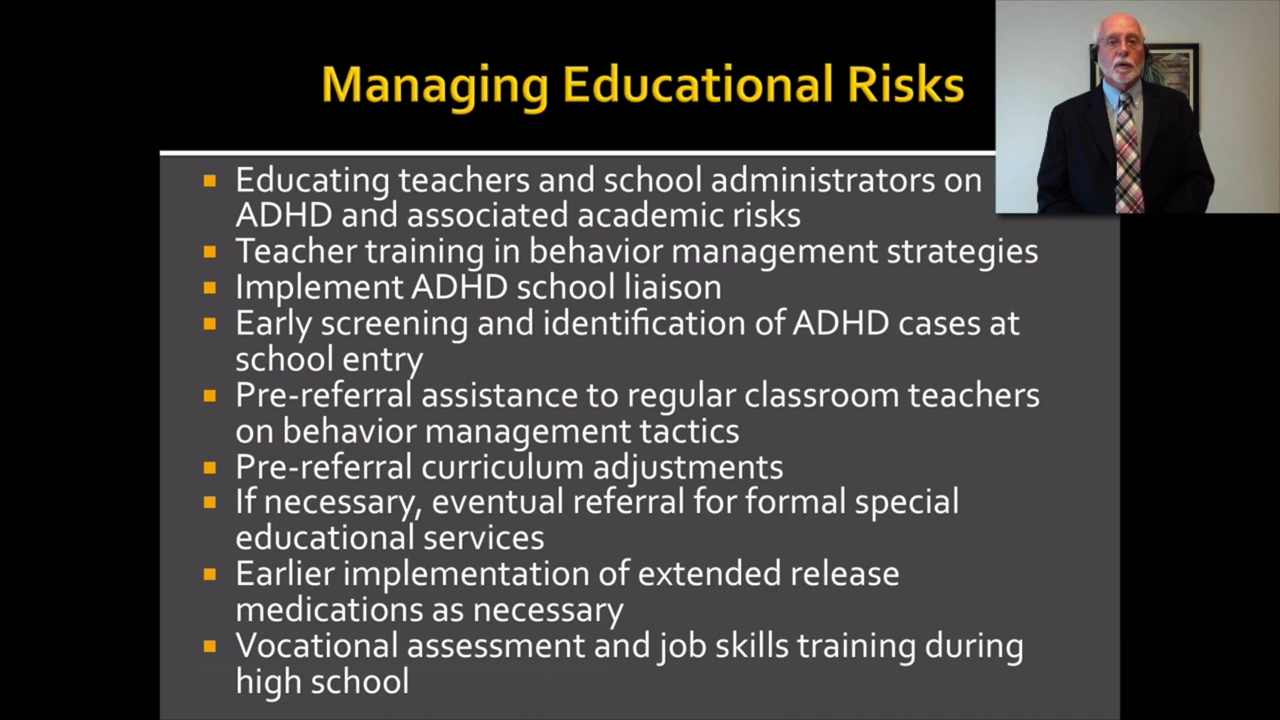 Managing Educational Risks
Educating teachers and school administrators on
ADHD and associated academic risks
Teacher training in behavior management strategies
Implement ADHD school liaison
Early screening and identification of ADHD cases at
school entry
Pre-referral assistance to regular classroom teachers
on behavior management tactics
Pre-referral curriculum adjustments
If necessary, eventual referral for formal special
educational services
Earlier implementation of extended release
medications as necessary
Vocational assessment and job skills training during
high school